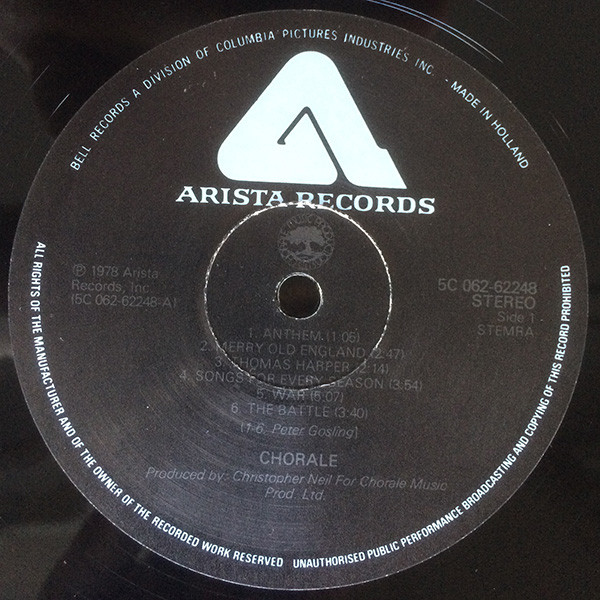 BELL RECORDS A DIVISION OF COLUMBIA PICTURES INDUSTRIES INC. - MADE IN HOLLAND
ARISTA RECORDS
℗ 1978 Arista
Records, Inc.
(5C 062-62248-A)
5C 062-62248
STEREO
Side 1
STEMRA
1. ANTHEM (1:06)
2. MERRY OLD ENGLAND (2:47)
3. THOMAS HARPER (2:14)
4. SONGS FOR EVERY SEASON (3:54)
5. WAR (6:07)
6. THE BATTLE (3:40)
(1-6. Peter Gosling)
CHORALE
Produced by: Christopher Neil For Chorale Music
Prod. Ltd.
ALL RIGHTS OF THE MANUFACTURER AND OF THE OWNER OF THE RECORDED WORK RESERVED UNAUTHORISED PUBLIC PERFORMANCE BROADCASTING AND COPYING OF THIS RECORD PROHIBITED